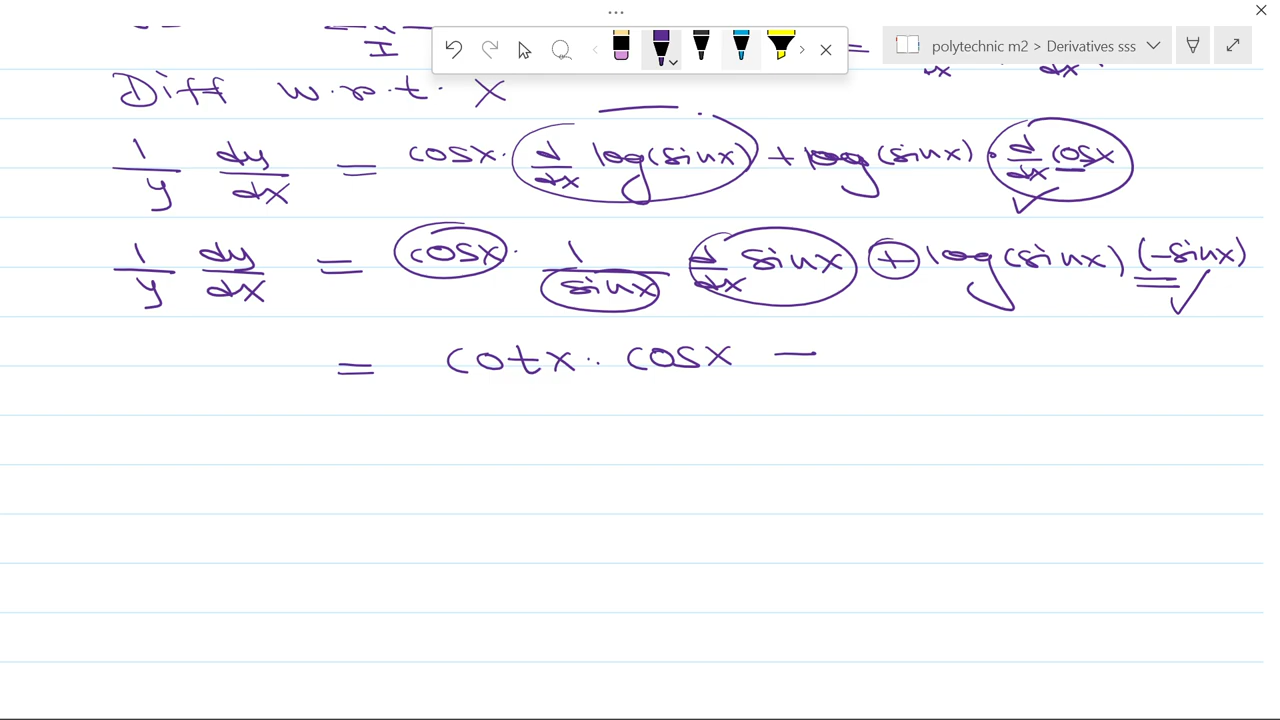 polytechnic m2 > Derivatives sss
Diff w.r.t. x
1/y dy/dx = cosx · d/dx log(sinx) + log(sinx) · d/dx cosx
1/y dy/dx = cosx · 1/sinx d/dx sinx + log(sinx) (-sinx)
= cotx · cosx −